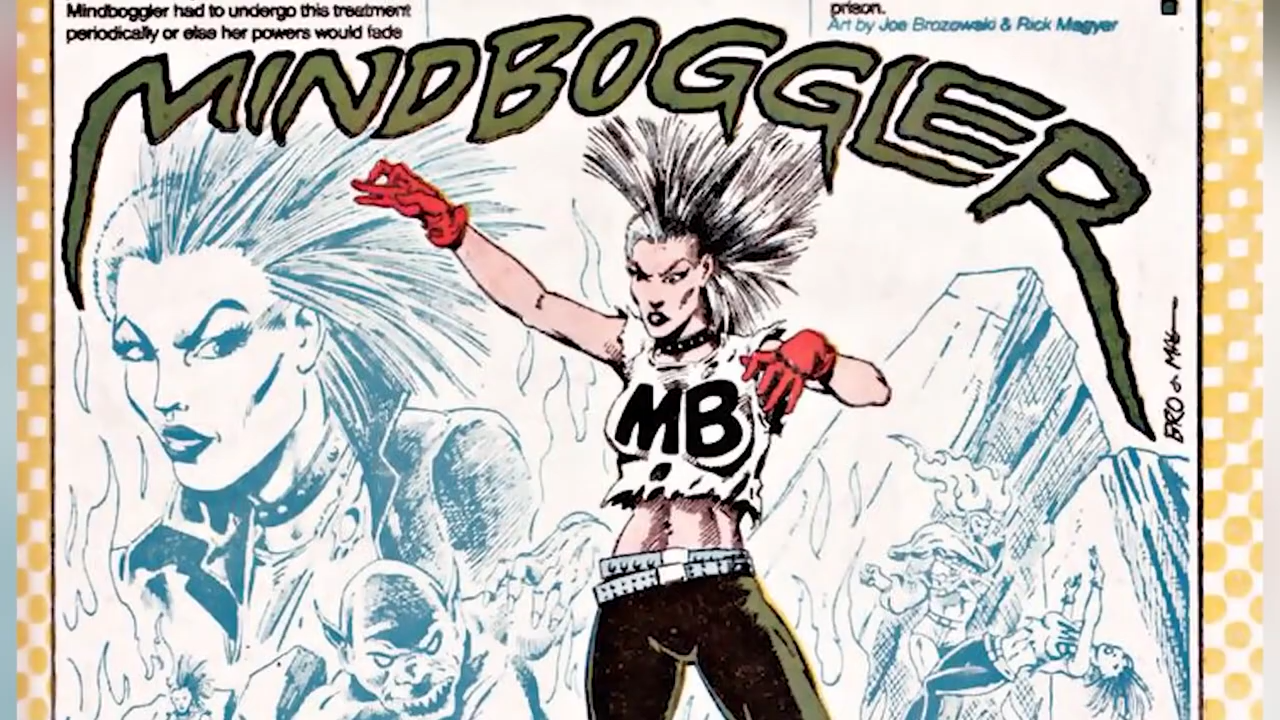 Mindboggler had to undergo this treatment
periodically or else her powers would fade
prison.
Art by Joe Brozowski & Rick Magyar
MINDBOGGLER
MB
BRO & MAG
MB